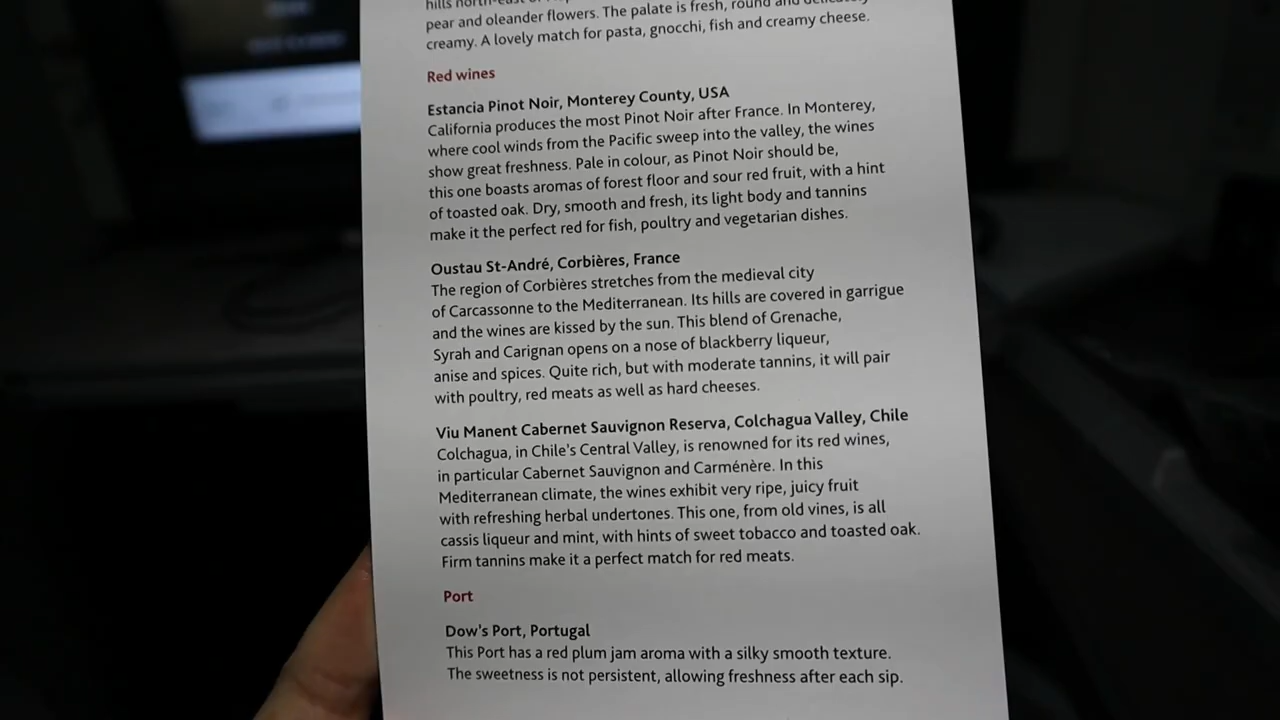 hills north-east of
pear and oleander flowers. The palate is fresh, round and delicately
creamy. A lovely match for pasta, gnocchi, fish and creamy cheese.
Red wines
Estancia Pinot Noir, Monterey County, USA
California produces the most Pinot Noir after France. In Monterey,
where cool winds from the Pacific sweep into the valley, the wines
show great freshness. Pale in colour, as Pinot Noir should be,
this one boasts aromas of forest floor and sour red fruit, with a hint
of toasted oak. Dry, smooth and fresh, its light body and tannins
make it the perfect red for fish, poultry and vegetarian dishes.
Oustau St-André, Corbières, France
The region of Corbières stretches from the medieval city
of Carcassonne to the Mediterranean. Its hills are covered in garrigue
and the wines are kissed by the sun. This blend of Grenache,
Syrah and Carignan opens on a nose of blackberry liqueur,
anise and spices. Quite rich, but with moderate tannins, it will pair
with poultry, red meats as well as hard cheeses.
Viu Manent Cabernet Sauvignon Reserva, Colchagua Valley, Chile
Colchagua, in Chile's Central Valley, is renowned for its red wines,
in particular Cabernet Sauvignon and Carménère. In this
Mediterranean climate, the wines exhibit very ripe, juicy fruit
with refreshing herbal undertones. This one, from old vines, is all
cassis liqueur and mint, with hints of sweet tobacco and toasted oak.
Firm tannins make it a perfect match for red meats.
Port
Dow's Port, Portugal
This Port has a red plum jam aroma with a silky smooth texture.
The sweetness is not persistent, allowing freshness after each sip.